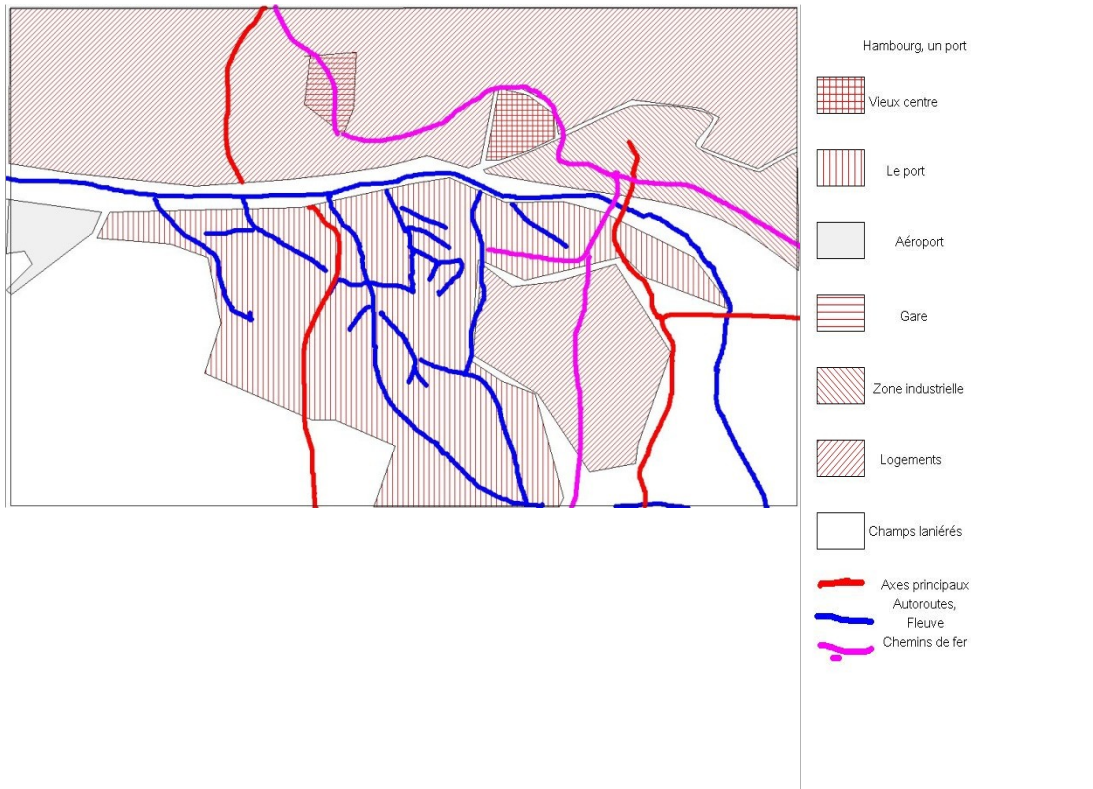 Hambourg, un port
Vieux centre
Le port
Aéroport
Gare
Zone industrielle
Logements
Champs laniérés
Axes principaux
Autoroutes,
Fleuve
Chemins de fer